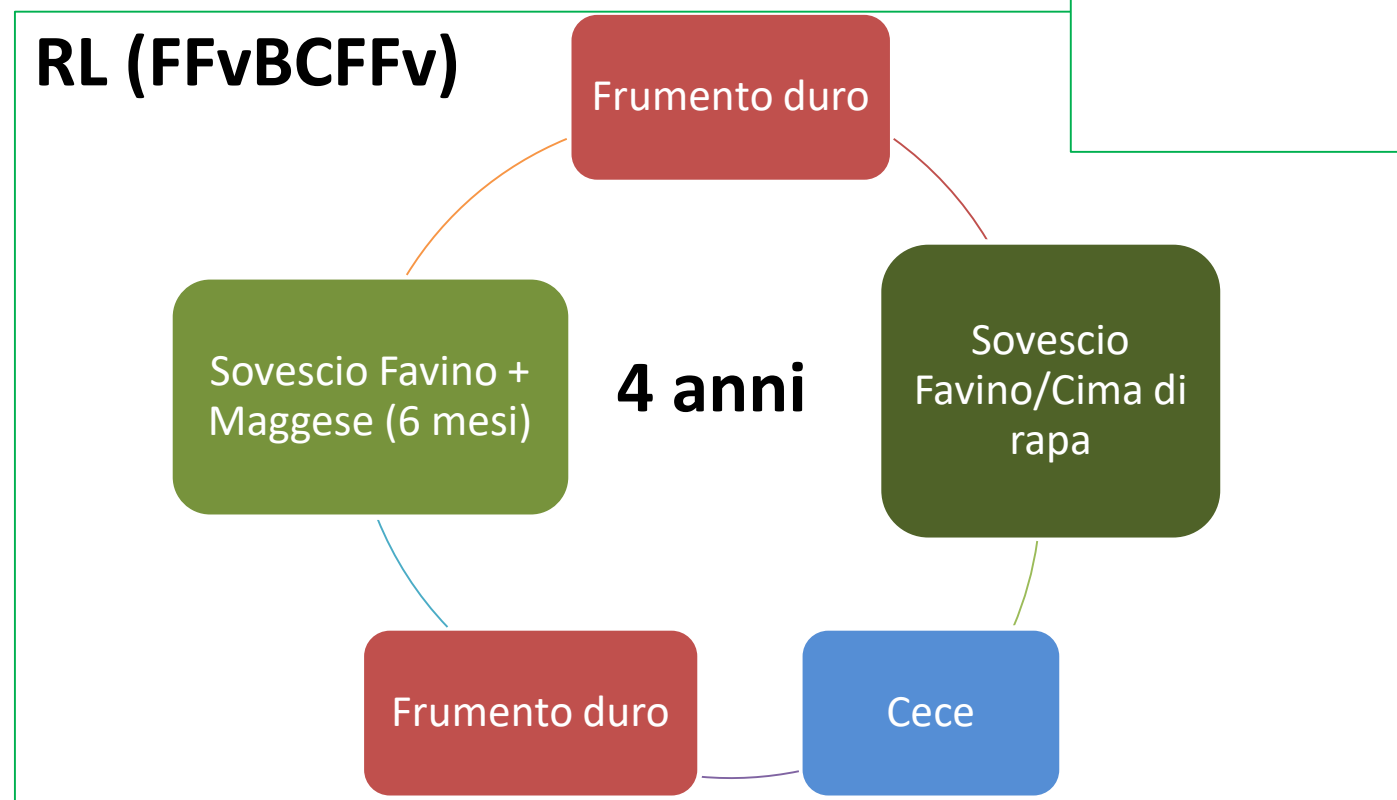 RL (FFvBCFFv)
Frumento duro
Sovescio
Favino/Cima di
rapa
Sovescio Favino +
Maggese (6 mesi)
4 anni
Frumento duro
Cece